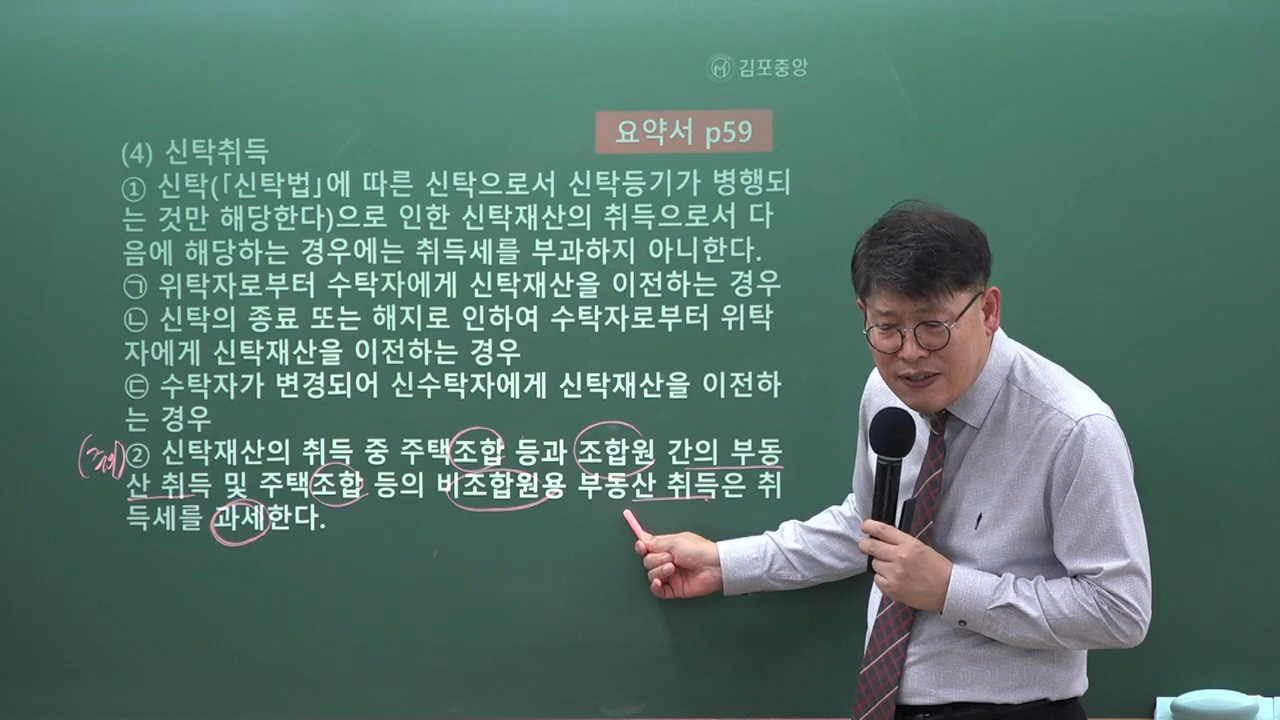 김포중앙
요약서 p59
(4) 신탁취득
① 신탁(「신탁법」에 따른 신탁으로서 신탁등기가 병행되
는 것만 해당한다)으로 인한 신탁재산의 취득으로서 다
음에 해당하는 경우에는 취득세를 부과하지 아니한다.
㉠ 위탁자로부터 수탁자에게 신탁재산을 이전하는 경우
㉡ 신탁의 종료 또는 해지로 인하여 수탁자로부터 위탁
자에게 신탁재산을 이전하는 경우
㉢ 수탁자가 변경되어 신수탁자에게 신탁재산을 이전하
는 경우
② 신탁재산의 취득 중 주택조합 등과 조합원 간의 부동
산 취득 및 주택조합 등의 비조합원용 부동산 취득은 취
득세를 과세한다.